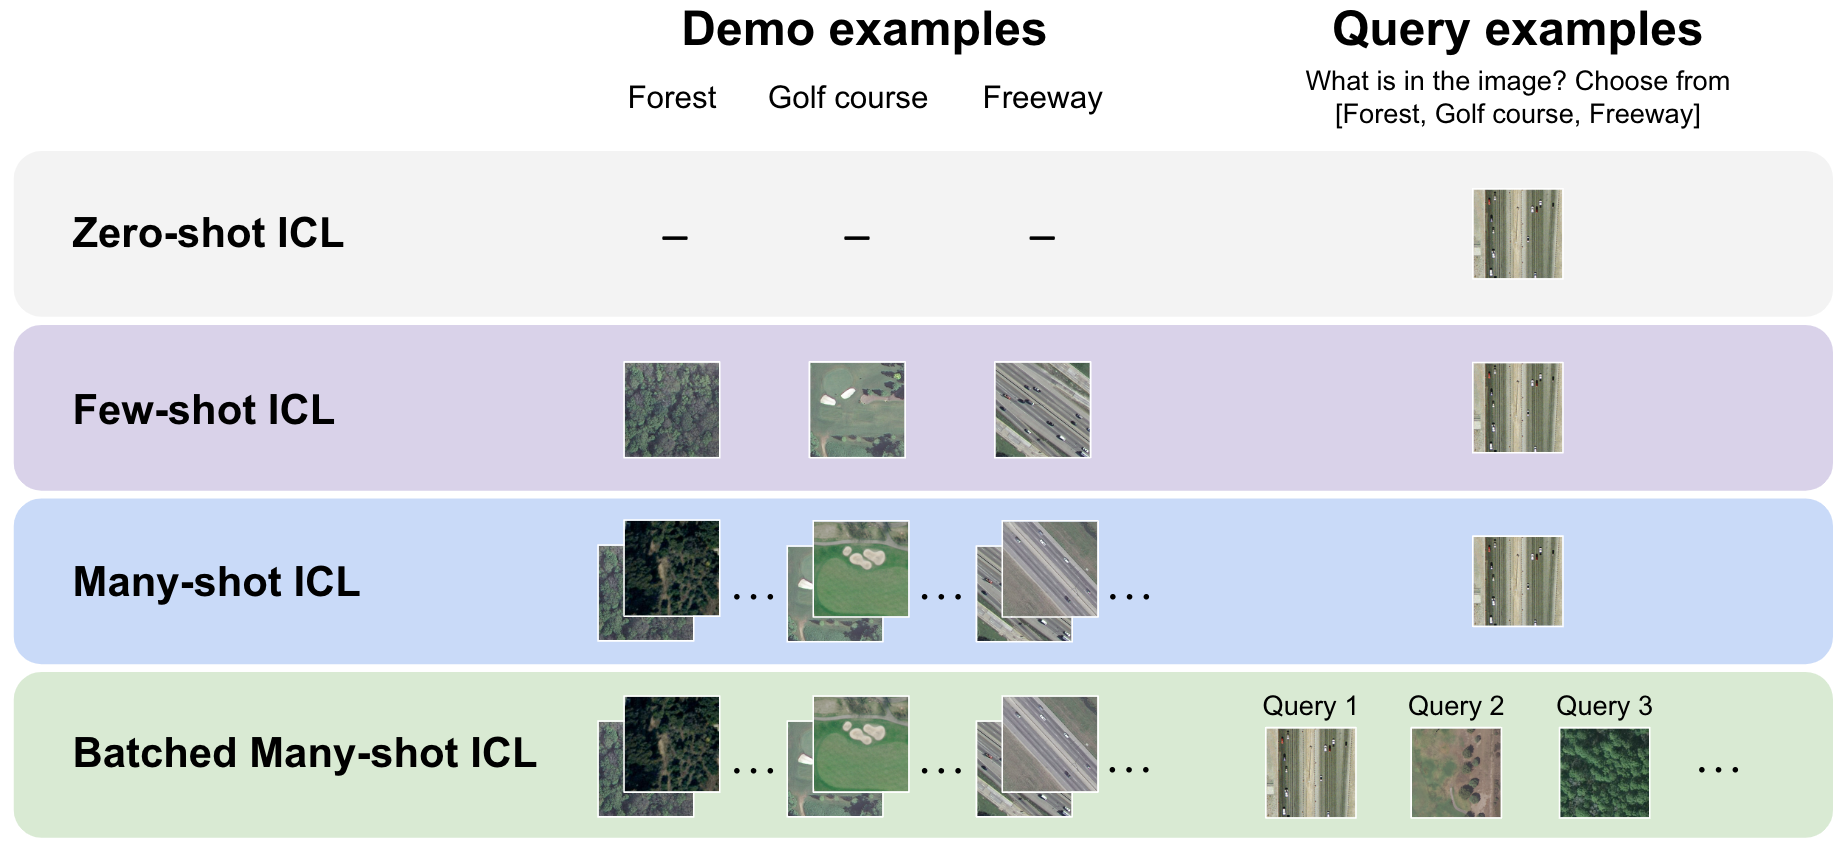 Demo examples
Query examples
Forest
Golf course
Freeway
What is in the image? Choose from
[Forest, Golf course, Freeway]
Zero-shot ICL
– – –
Few-shot ICL
Many-shot ICL
... ... ...
Batched Many-shot ICL
... ... ...
Query 1
Query 2
Query 3
...